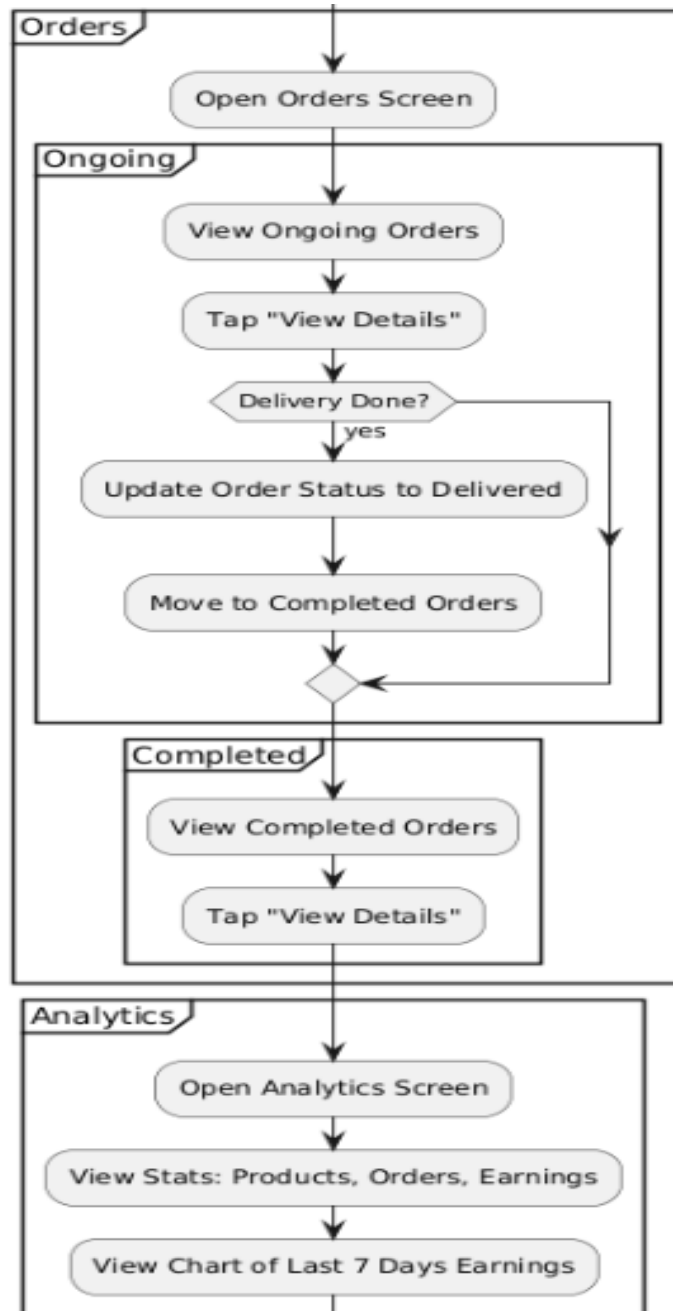 Orders
Open Orders Screen
Ongoing
View Ongoing Orders
Tap "View Details"
Delivery Done?
yes
Update Order Status to Delivered
Move to Completed Orders
Completed
View Completed Orders
Tap "View Details"
Analytics
Open Analytics Screen
View Stats: Products, Orders, Earnings
View Chart of Last 7 Days Earnings